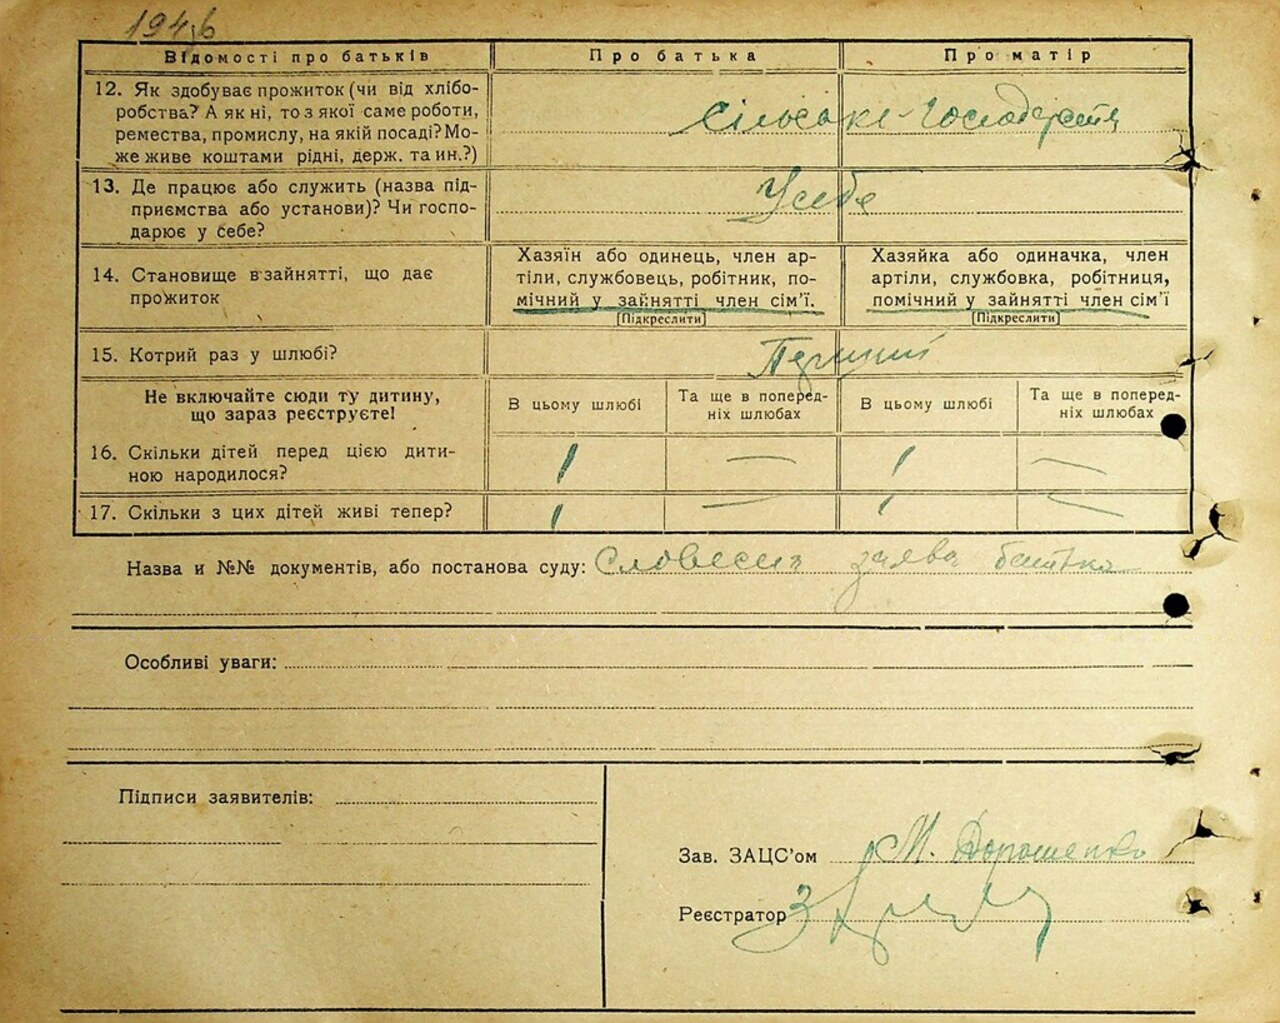 1946
Відомості про батьків
Про батька
Про матір
12. Як здобуває прожиток (чи від хлібо-
робства? А як ні, то з якої саме роботи,
ремества, промислу, на якій посаді? Мо-
же живе коштами рідні, держ. та ин.?)
сільське-господарств
13. Де працює або служить (назва під-
приємства або установи)? Чи госпо-
дарює у себе?
У себе
14. Становище в зайнятті, що дає
прожиток
Хазяїн або одинець, член ар-
тіли, службовець, робітник, по-
мічний у зайнятті член сім'ї.
[Підкреслити]
Хазяйка або одиначка, член
артіли, службовка, робітниця,
помічний у зайнятті член сім'ї
[Підкреслити]
15. Котрий раз у шлюбі?
Не включайте сюди ту дитину,
що зараз реєструєте!
В цьому шлюбі
Та ще в поперед-
ніх шлюбах
В цьому шлюбі
Та ще в поперед-
ніх шлюбах
16. Скільки дітей перед цією дити-
ною народилося?
1 — 1 —
17. Скільки з цих дітей живі тепер?
1 — 1 —
Назва и №№ документів, або постанова суду: Словесна заява батька
Особливі уваги:
Підписи заявителів:
Зав. ЗАЦС'ом М. Дорошенко
Реєстратор